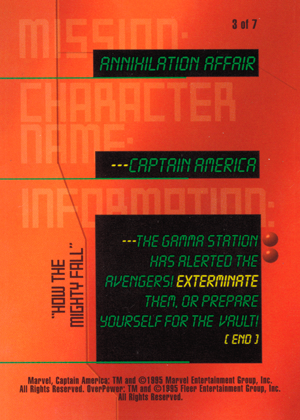 3 of 7
MISSION:
ANNIHILATION AFFAIR
CHARACTER
NAME:
---CAPTAIN AMERICA
INFORMATION:
"HOW THE
MIGHTY FALL"
---THE GAMMA STATION
HAS ALERTED THE
AVENGERS! EXTERMINATE
THEM, OR PREPARE
YOURSELF FOR THE VAULT!
( END )
Marvel, Captain America; TM and ©1995 Marvel Entertainment Group, Inc.
All Rights Reserved. OverPower; TM and ©1995 Fleer Entertainment Group, Inc.
All Rights Reserved.